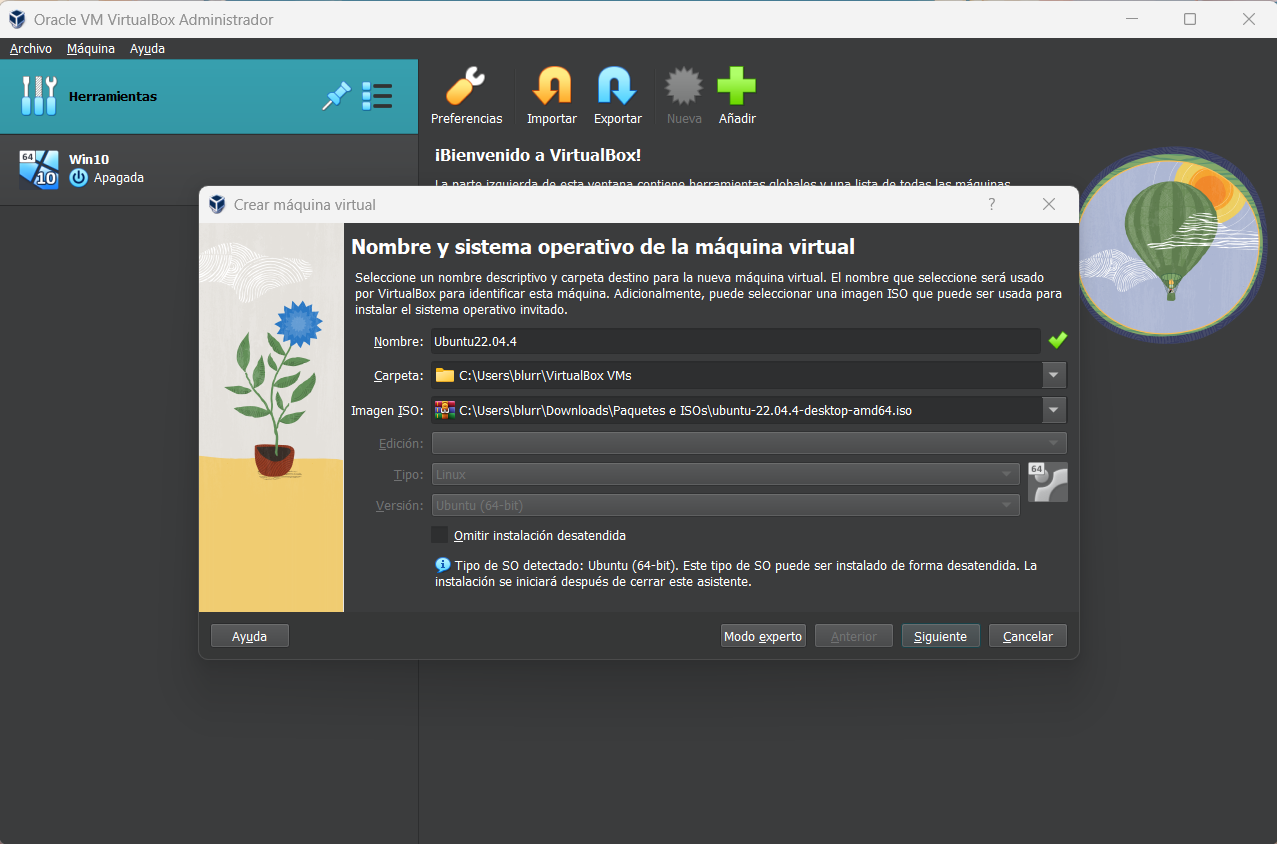 Oracle VM VirtualBox Administrador
Archivo Máquina Ayuda
Herramientas
Preferencias Importar Exportar Nueva Añadir
64
10
Win10
Apagada
¡Bienvenido a VirtualBox!
La parte izquierda de esta ventana contiene herramientas globales y una lista de todas las máquinas
Crear máquina virtual ?
Nombre y sistema operativo de la máquina virtual
Seleccione un nombre descriptivo y carpeta destino para la nueva máquina virtual. El nombre que seleccione será usado
por VirtualBox para identificar esta máquina. Adicionalmente, puede seleccionar una imagen ISO que puede ser usada para
instalar el sistema operativo invitado.
Nombre: Ubuntu22.04.4
Carpeta: C:\Users\blurr\VirtualBox VMs
Imagen ISO: C:\Users\blurr\Downloads\Paquetes e ISOs\ubuntu-22.04.4-desktop-amd64.iso
Edición:
Tipo: Linux
64
Versión: Ubuntu (64-bit)
Omitir instalación desatendida
Tipo de SO detectado: Ubuntu (64-bit). Este tipo de SO puede ser instalado de forma desatendida. La
instalación se iniciará después de cerrar este asistente.
Ayuda Modo experto Anterior Siguiente Cancelar